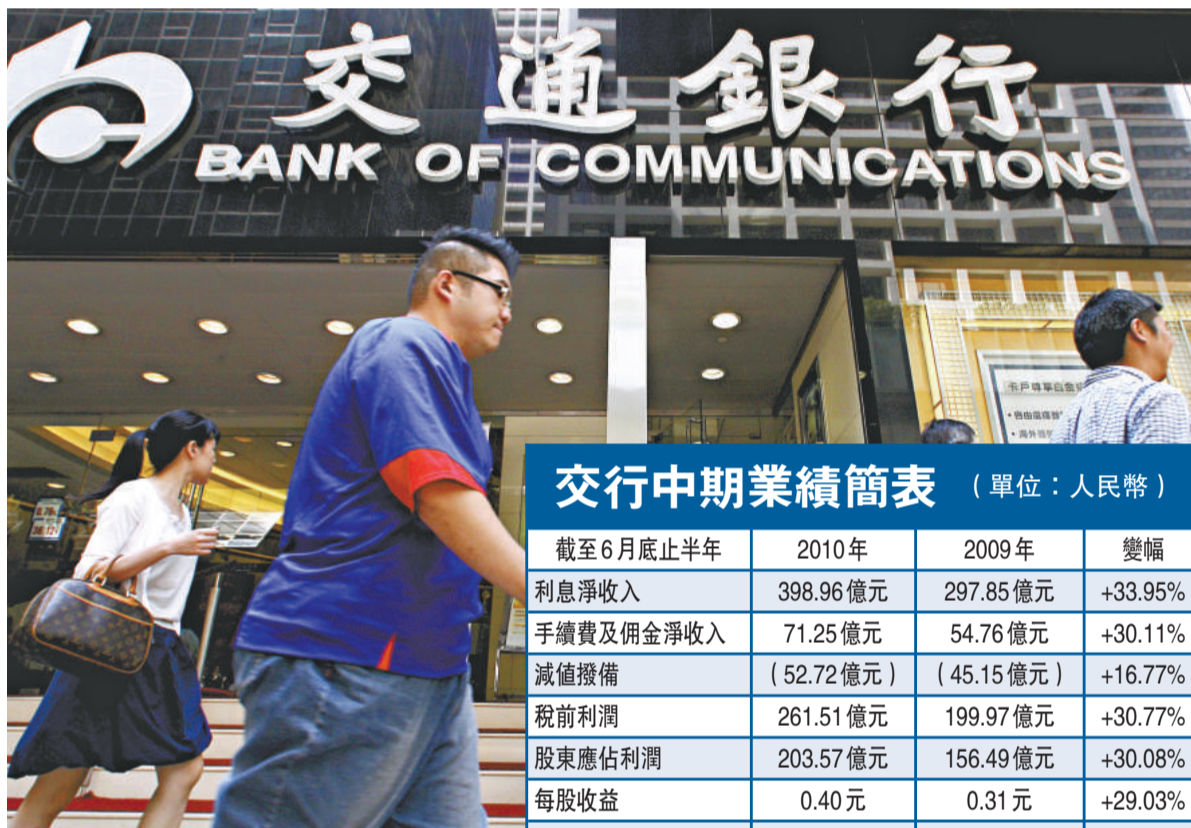 交通銀行
BANK OF COMMUNICATIONS
卡戶尊享白金
交行中期業績簡表 （單位：人民幣）
截至6月底止半年 2010年 2009年 變幅
利息淨收入 398.96億元 297.85億元 +33.95%
手續費及佣金淨收入 71.25億元 54.76億元 +30.11%
減值撥備 （52.72億元） （45.15億元） +16.77%
稅前利潤 261.51億元 199.97億元 +30.77%
股東應佔利潤 203.57億元 156.49億元 +30.08%
每股收益 0.40元 0.31元 +29.03%